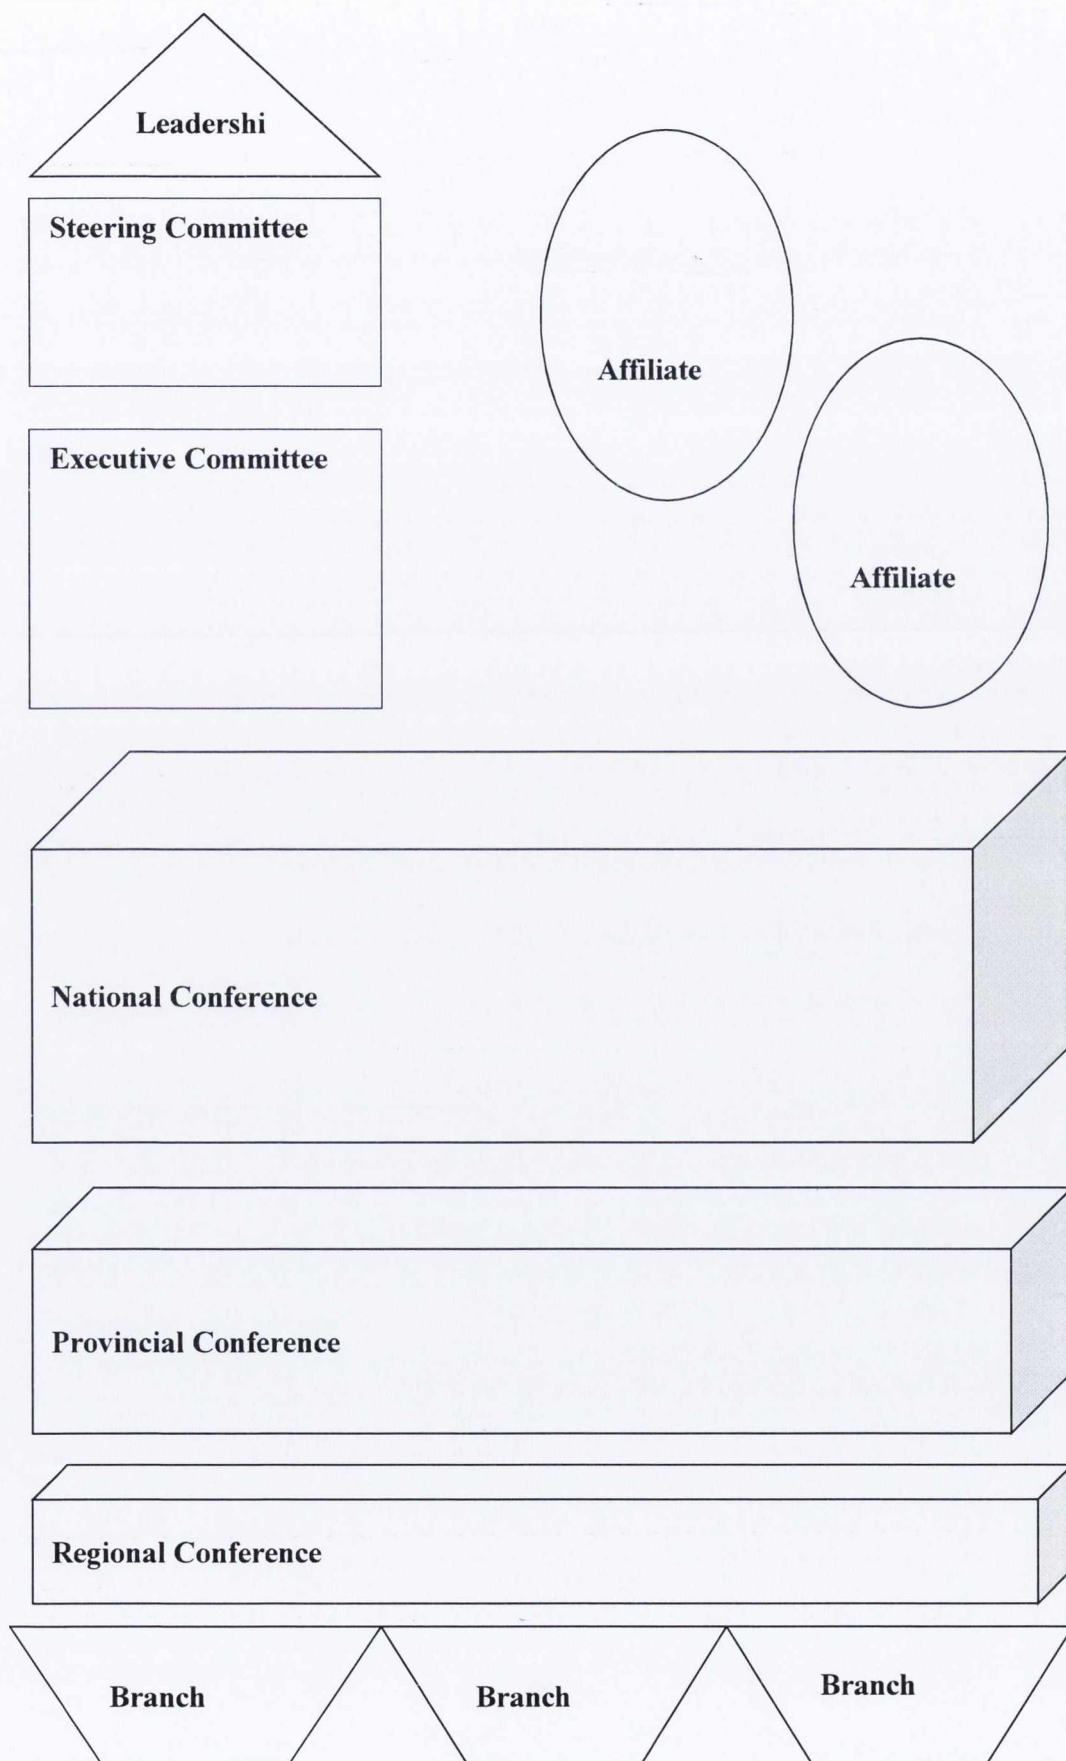 Leadershi
Steering Committee
Affiliate
Executive Committee
Affiliate
National Conference
Provincial Conference
Regional Conference
Branch
Branch
Branch